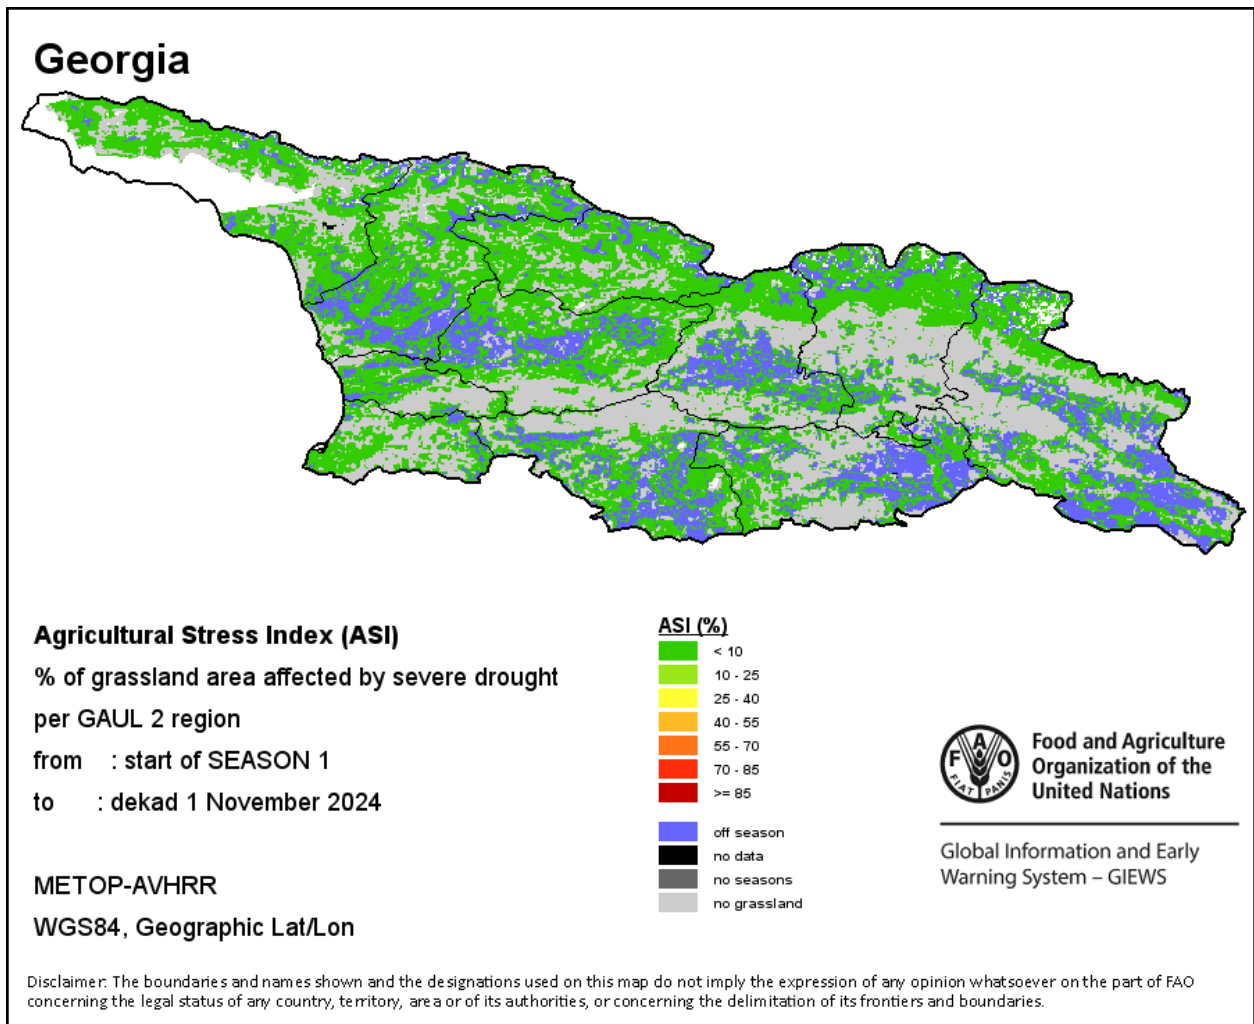 Georgia
Agricultural Stress Index (ASI)
% of grassland area affected by severe drought
per GAUL 2 region
from : start of SEASON 1
to : dekad 1 November 2024
METOP-AVHRR
WGS84, Geographic Lat/Lon
ASI (%)
< 10
10 - 25
25 - 40
40 - 55
55 - 70
70 - 85
>= 85
off season
no data
no seasons
no grassland
F A O
FIAT PANIS
Food and Agriculture
Organization of the
United Nations
Global Information and Early
Warning System – GIEWS
Disclaimer: The boundaries and names shown and the designations used on this map do not imply the expression of any opinion whatsoever on the part of FAO
concerning the legal status of any country, territory, area or of its authorities, or concerning the delimitation of its frontiers and boundaries.